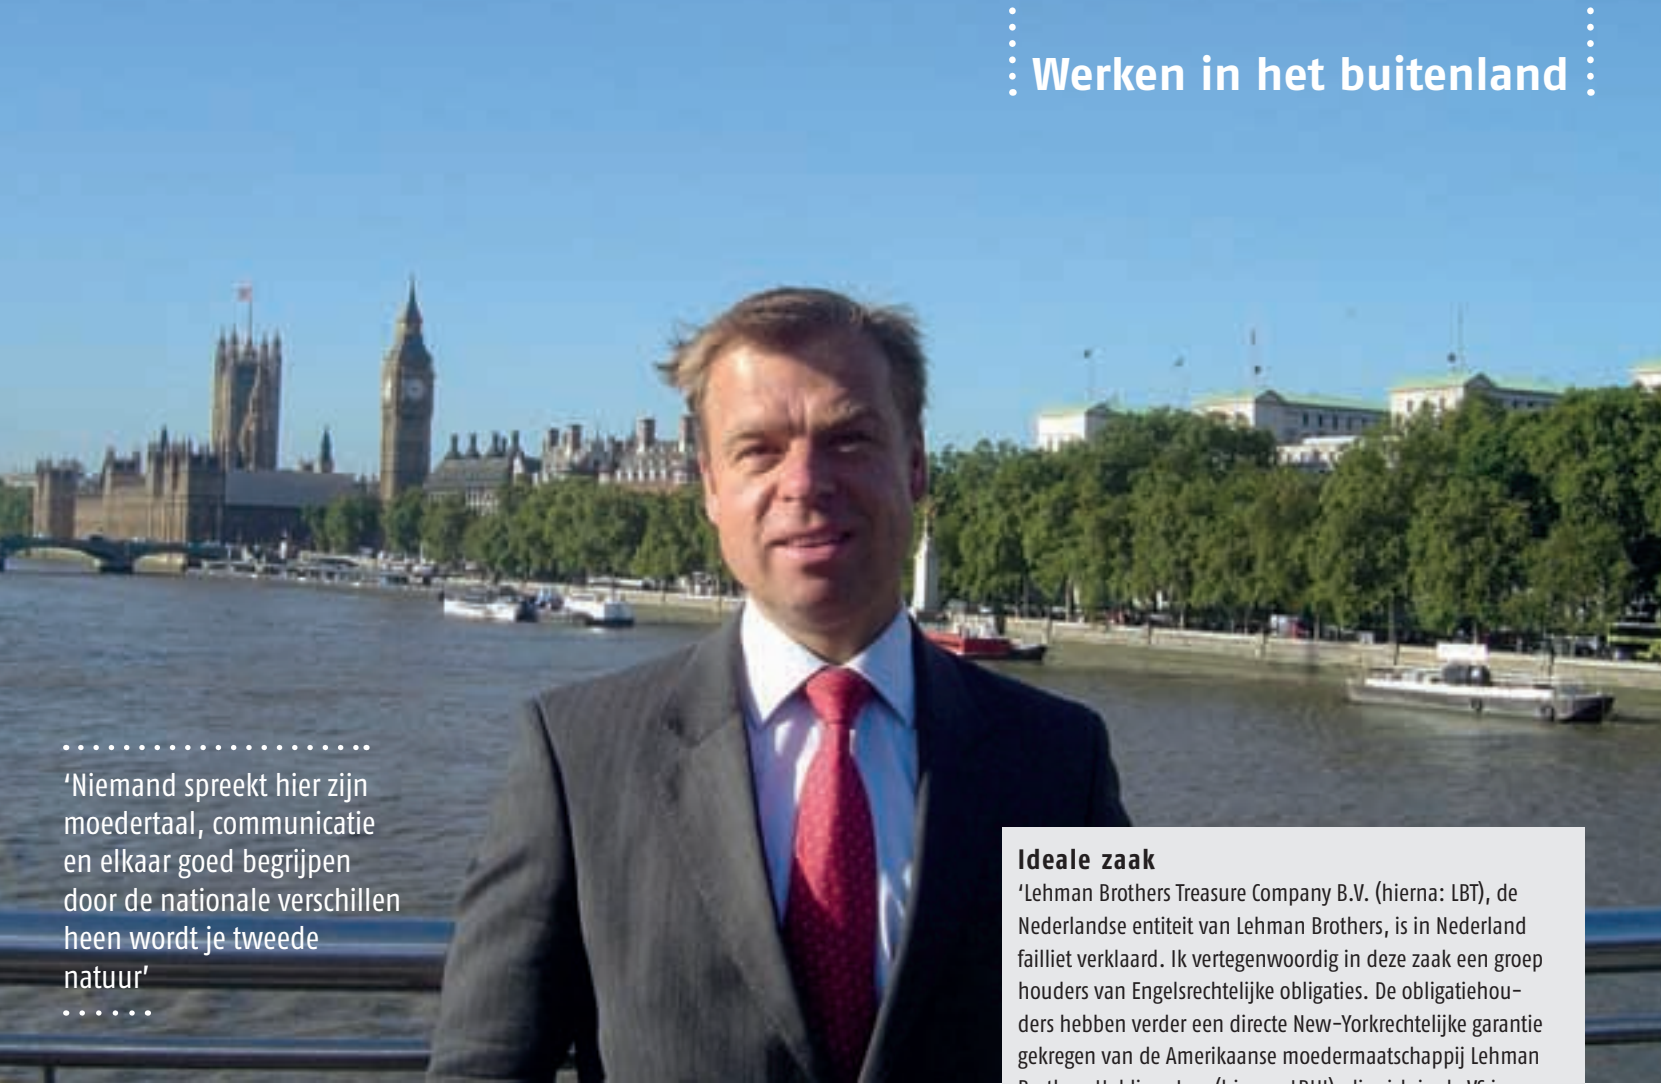 Werken in het buitenland
‘Niemand spreekt hier zijn
moedertaal, communicatie
en elkaar goed begrijpen
door de nationale verschillen
heen wordt je tweede
natuur’
Ideale zaak
‘Lehman Brothers Treasure Company B.V. (hierna: LBT), de
Nederlandse entiteit van Lehman Brothers, is in Nederland
failliet verklaard. Ik vertegenwoordig in deze zaak een groep
houders van Engelsrechtelijke obligaties. De obligatiehou-
ders hebben verder een directe New-Yorkrechtelijke garantie
gekregen van de Amerikaanse moedermaatschappij Lehman